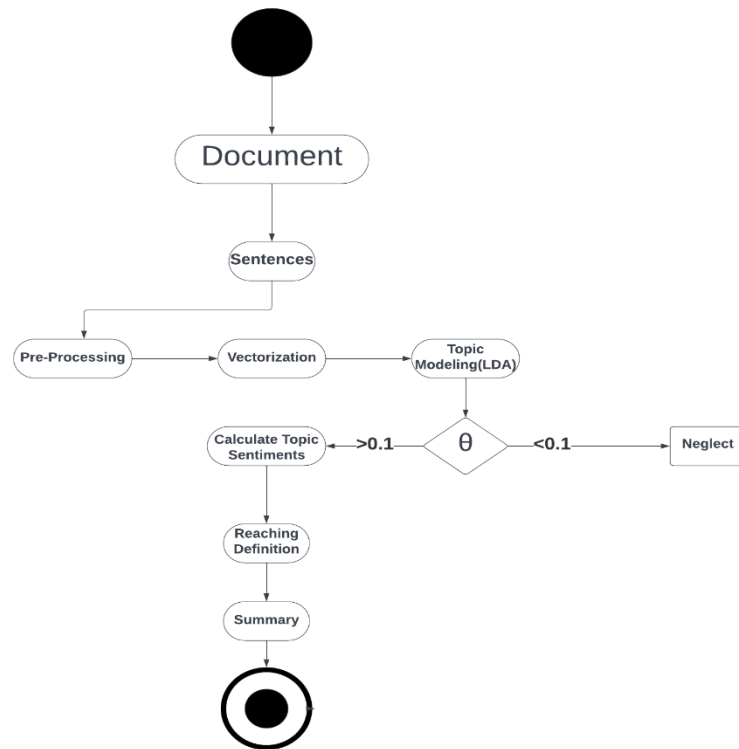 Document
Sentences
Pre-Processing
Vectorization
Topic
Modeling(LDA)
Calculate Topic
Sentiments
>0.1
θ
<0.1
Neglect
Reaching
Definition
Summary